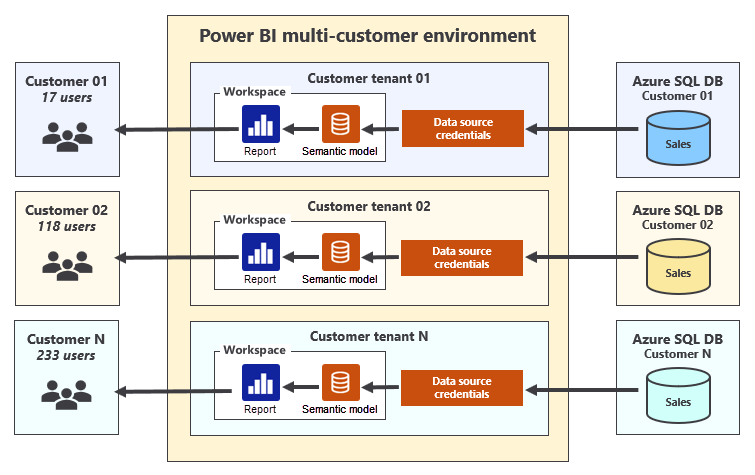 Power BI multi-customer environment
Customer 01
17 users
Customer tenant 01
Workspace
Report
Semantic model
Data source
credentials
Azure SQL DB
Customer 01
Sales
Customer 02
118 users
Customer tenant 02
Workspace
Report
Semantic model
Data source
credentials
Azure SQL DB
Customer 02
Sales
Customer N
233 users
Customer tenant N
Workspace
Report
Semantic model
Data source
credentials
Azure SQL DB
Customer N
Sales